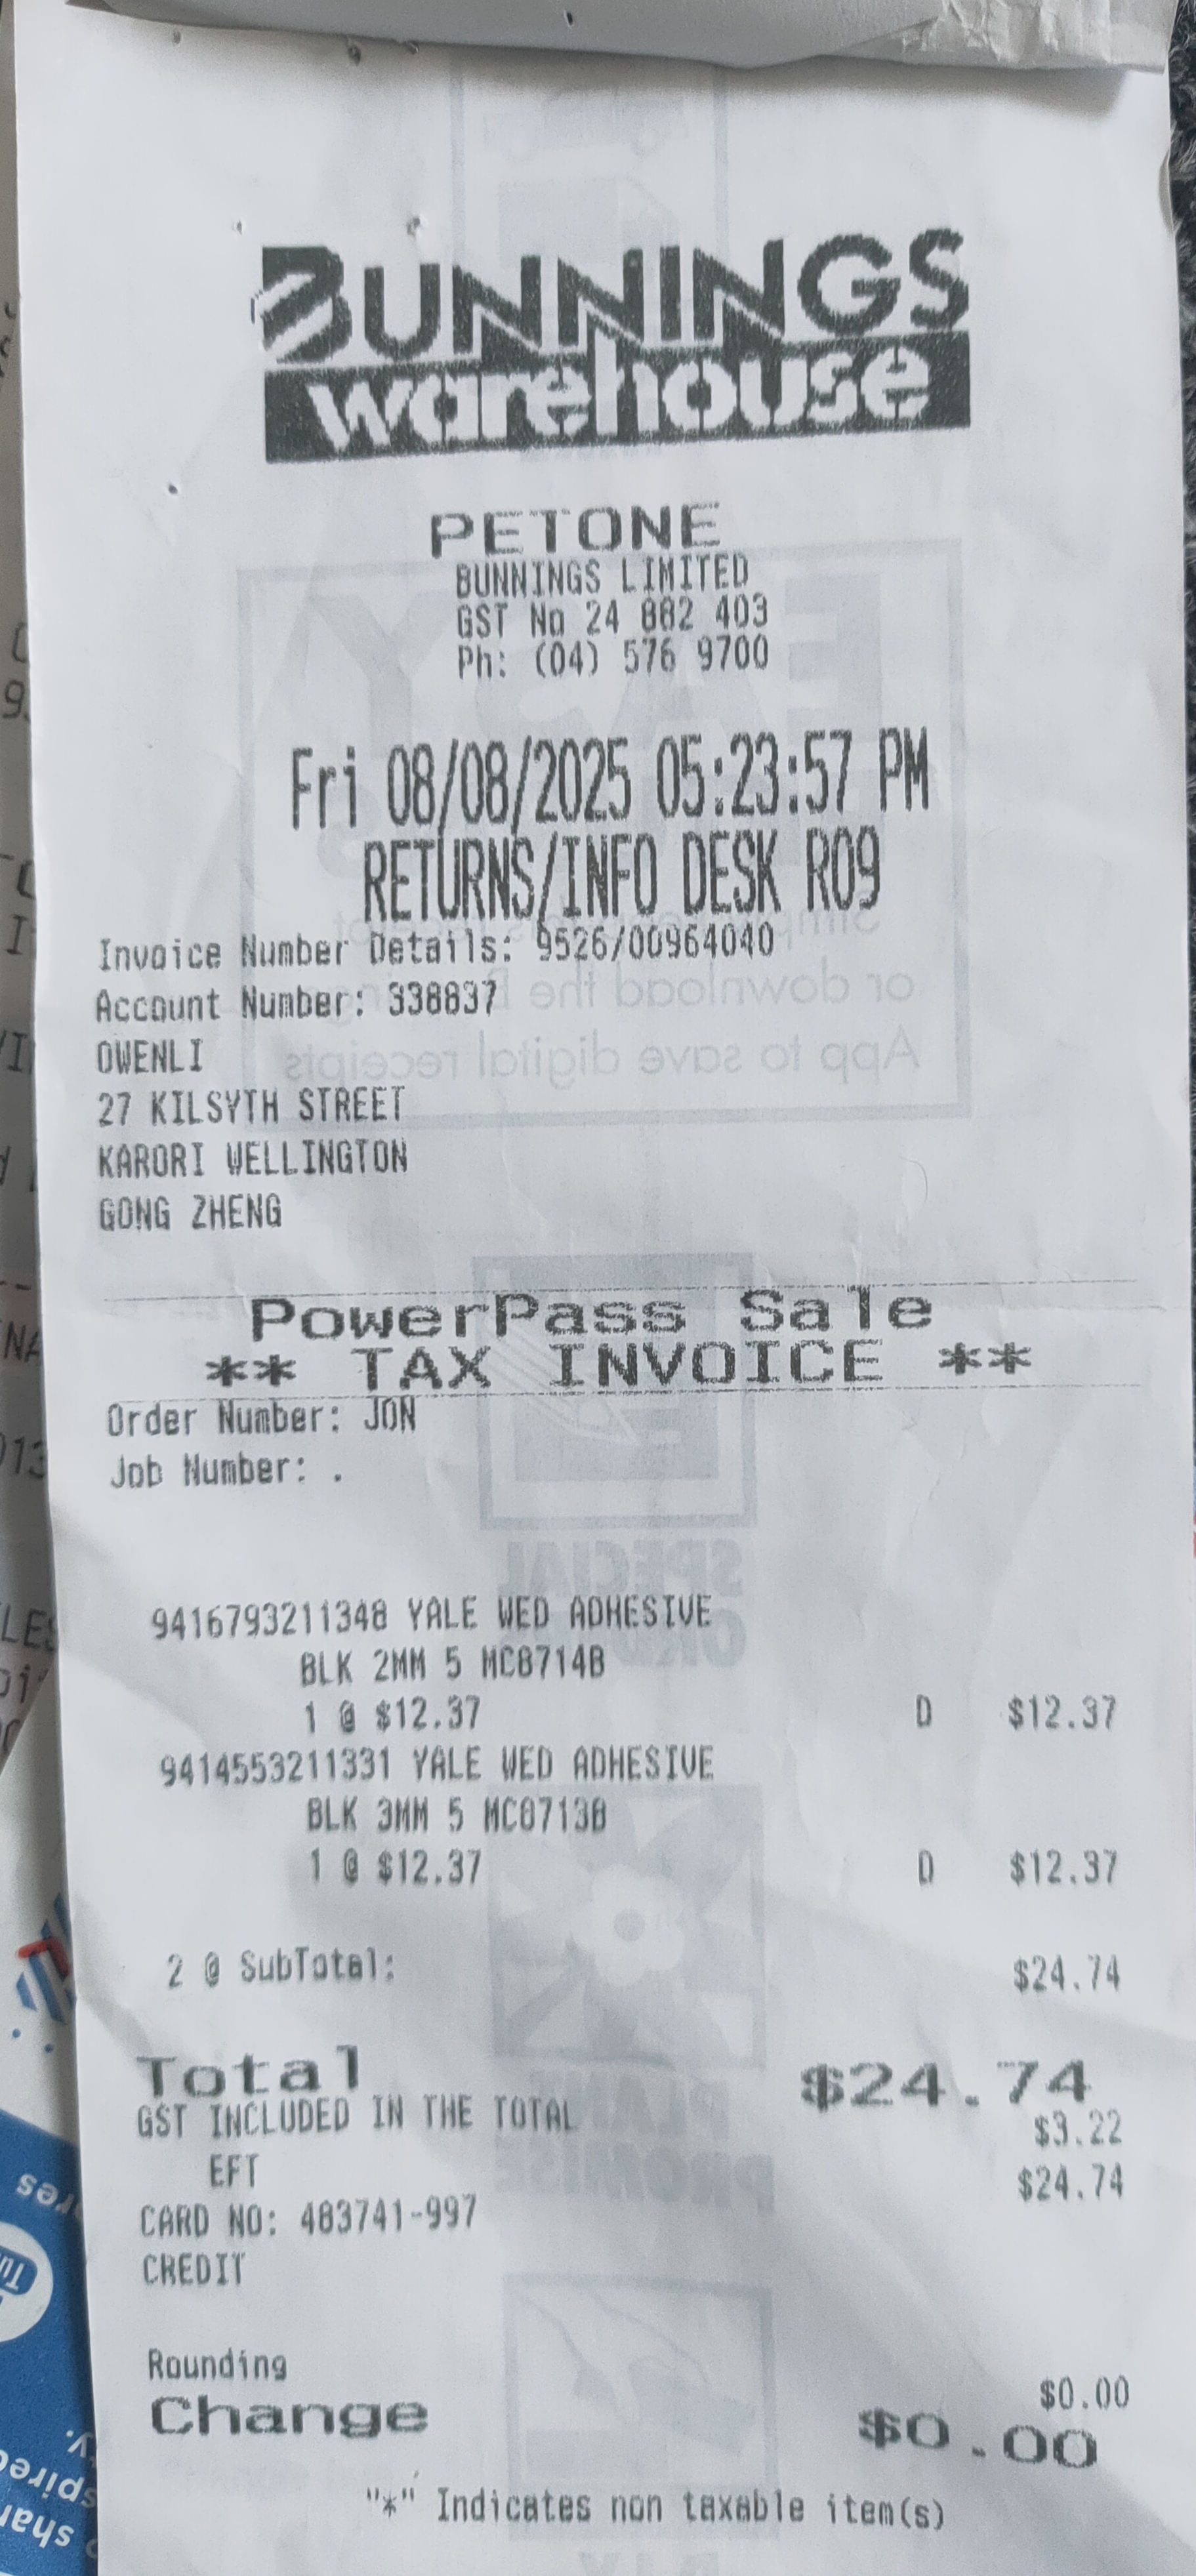 BUNNINGS
warehouse
PETONE
BUNNINGS LIMITED
GST No 24 882 403
Ph: (04) 576 9700
Fri 08/08/2025 05:23:57 PM
RETURNS/INFO DESK R09
Invoice Number Details: 9526/00964040
Account Number: 338837
OWENLI
27 KILSYTH STREET
KARORI WELLINGTON
GONG ZHENG
PowerPass Sale
** TAX INVOICE **
Order Number: JON
Job Number: .
9416793211348 YALE WED ADHESIVE
BLK 2MM 5 MC8714B
1 @ $12.37 D $12.37
9414553211331 YALE WED ADHESIVE
BLK 3MM 5 MC8713B
1 @ $12.37 D $12.37
2 @ SubTotal: $24.74
Total $24.74
GST INCLUDED IN THE TOTAL $3.22
EFT $24.74
CARD NO: 483741-997
CREDIT
Rounding $0.00
Change $0.00
"*" Indicates non taxable item(s)